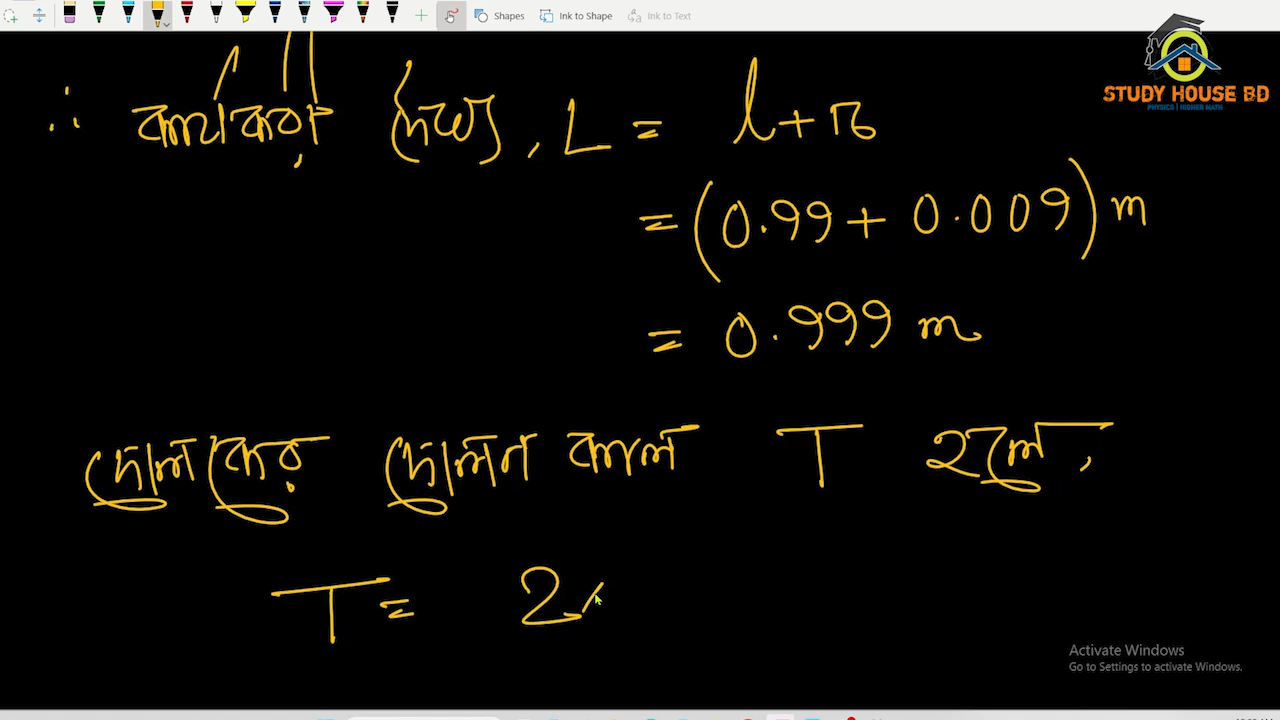 Shapes Ink to Shape Ink to Text
STUDY HOUSE BD
PHYSICS | HIGHER MATH
∴ কার্যকরী দৈর্ঘ্য, L = l + r
= (0.99 + 0.009) m
= 0.999 m
দোলকের দোলন কাল T হলে,
T = 2
Activate Windows
Go to Settings to activate Windows.